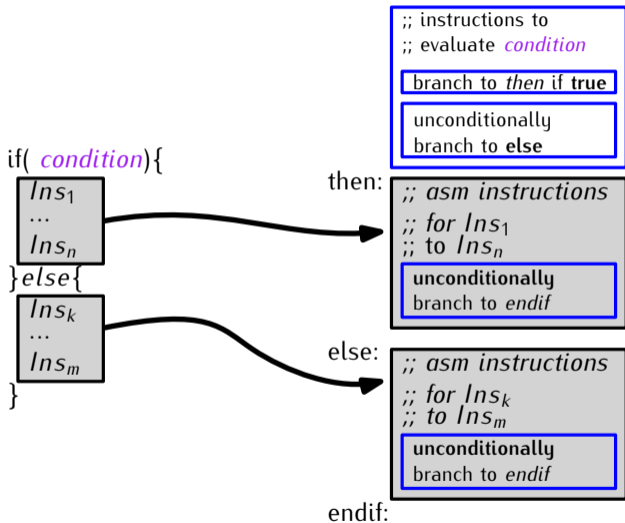 if( condition){
Ins₁
...
Insₙ
}else{
Insₖ
...
Insₘ
}
;; instructions to
;; evaluate condition
branch to then if true
unconditionally
branch to else
then:
;; asm instructions
;; for Ins₁
;; to Insₙ
unconditionally
branch to endif
else:
;; asm instructions
;; for Insₖ
;; to Insₘ
unconditionally
branch to endif
endif: